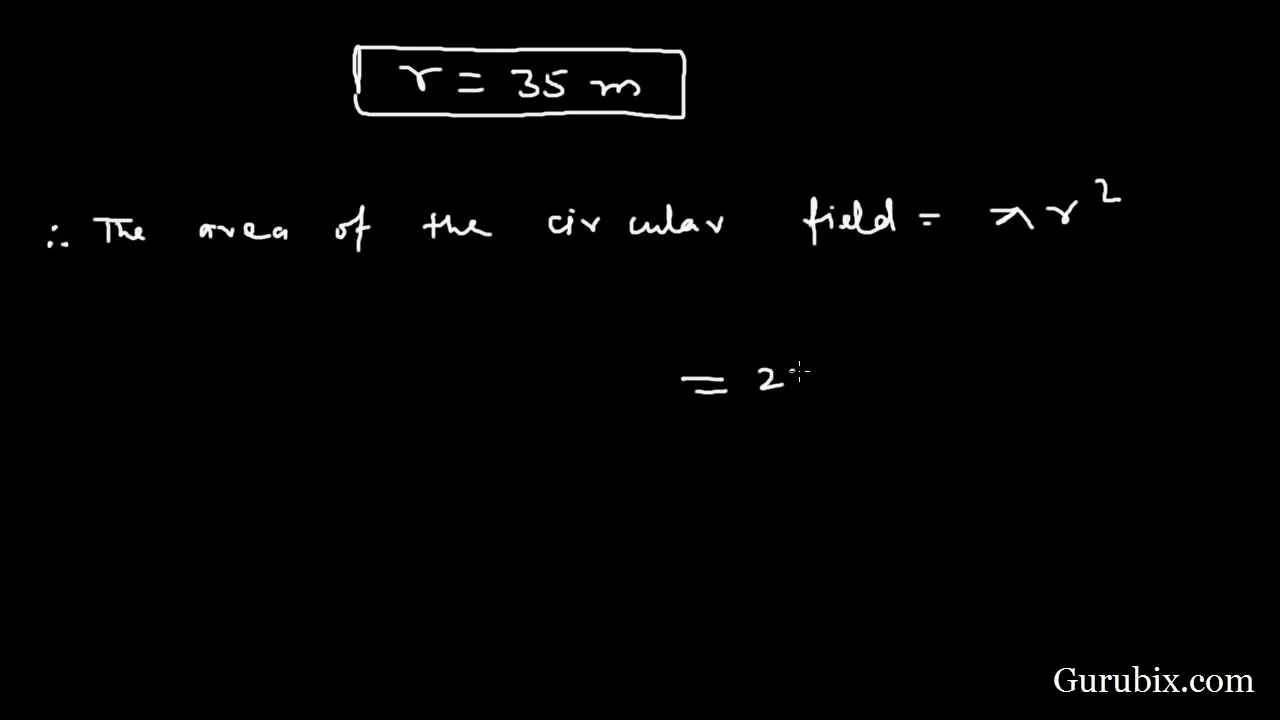 r = 35 m
∴ The area of the circular field = πr²
= 2
Gurubix.com